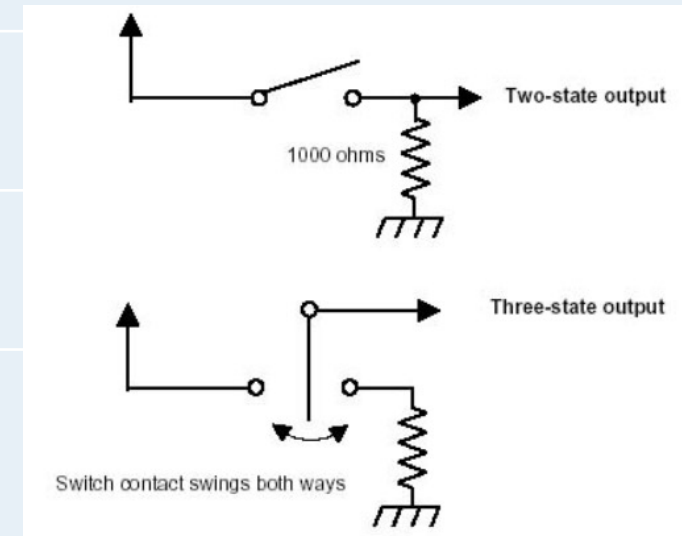 Two-state output
1000 ohms
Three-state output
Switch contact swings both ways